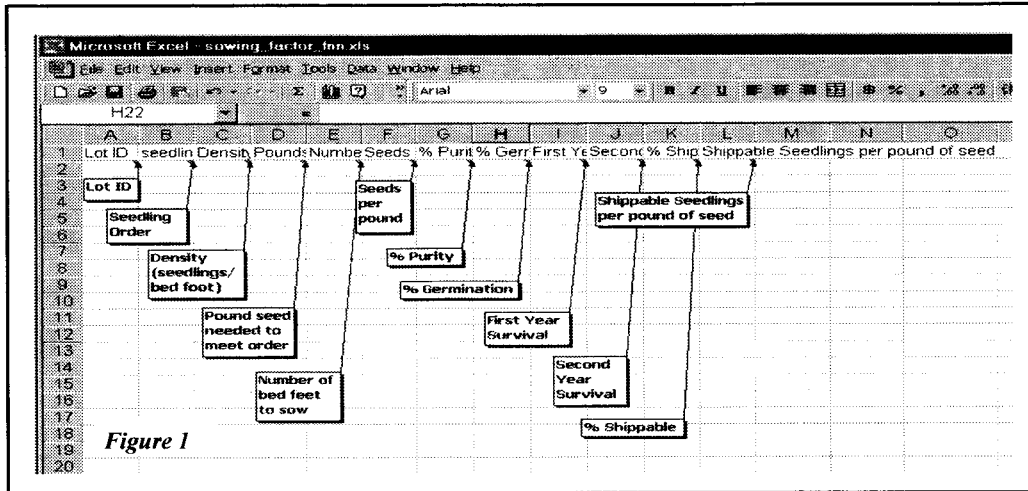 Microsoft Excel - sowing_factor_fnn.xls
File Edit View Insert Format Tools Data Window Help
Arial 9 B I U
H22 =
A B C D E F G H I J K L M N O
1 Lot ID seedlin Density Pounds Numbe Seeds % Purit % Gerr First Ye Second % Ship Shippable Seedlings per pound of seed
2
3
4
5
6
7
8
9
10
11
12
13
14
15
16
17
18
19
20
Lot ID
Seedling
Order
Density
(seedlings/
bed foot)
Pound seed
needed to
meet order
Number of
bed feet
to sow
Seeds
per
pound
% Purity
% Germination
First Year
Survival
Second
Year
Survival
% Shippable
Shippable Seedlings
per pound of seed
Figure 1